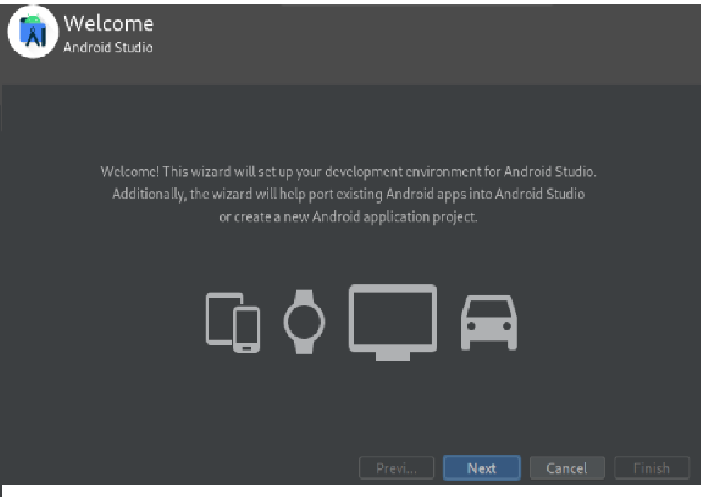 Welcome
Android Studio
Welcome! This wizard will set up your development environment for Android Studio.
Additionally, the wizard will help port existing Android apps into Android Studio
or create a new Android application project.
Previ...
Next
Cancel
Finish